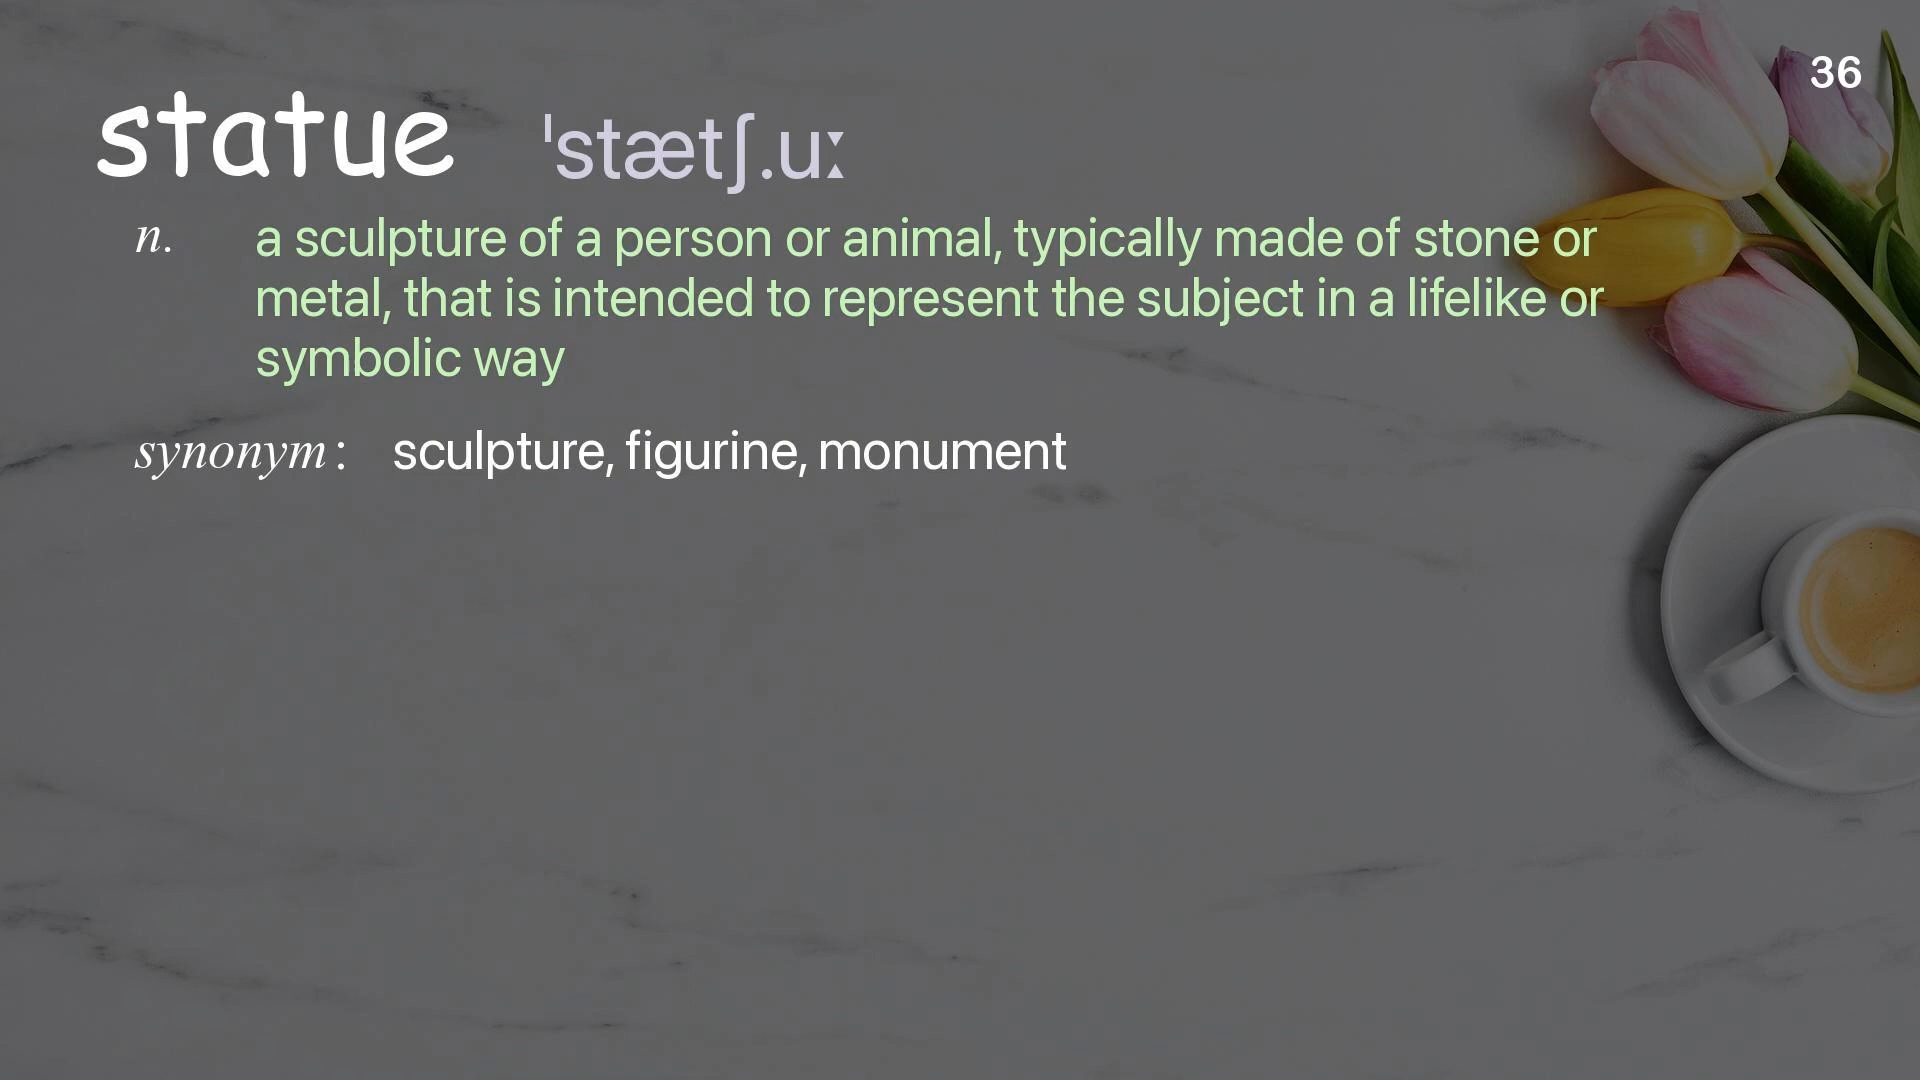 36
statue ˈstætʃ.uː
n. a sculpture of a person or animal, typically made of stone or
metal, that is intended to represent the subject in a lifelike or
symbolic way
synonym : sculpture, figurine, monument